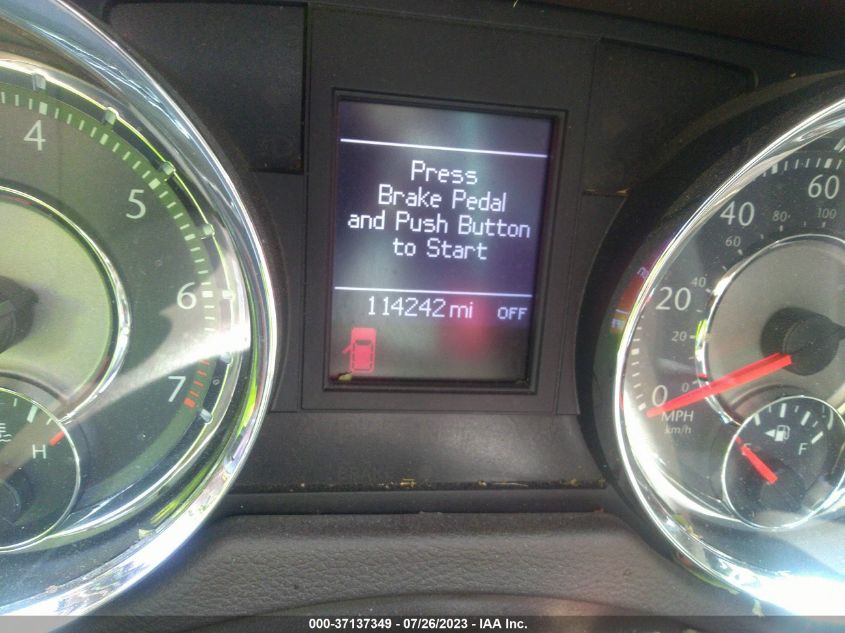 Press
Brake Pedal
and Push Button
to Start
114242 mi OFF
4
5
6
7
H
60
40
20
0
100
80
60
40
20
0
MPH
km/h
F
000-37137349 - 07/26/2023 - IAA Inc.